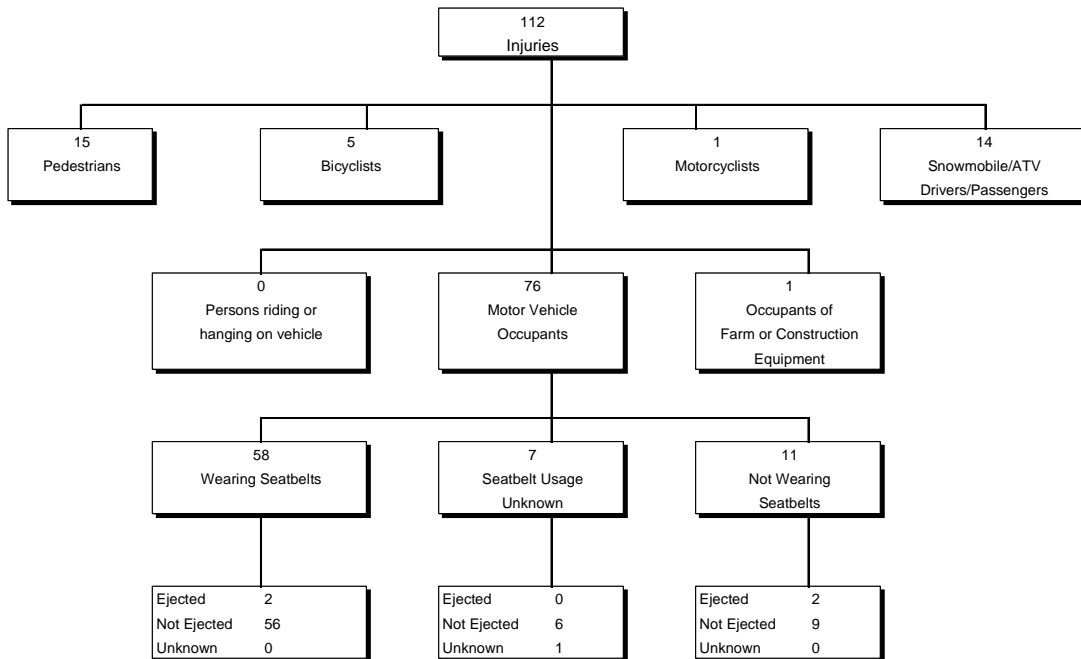 112
Injuries
15
Pedestrians
5
Bicyclists
1
Motorcyclists
14
Snowmobile/ATV
Drivers/Passengers
0
Persons riding or
hanging on vehicle
76
Motor Vehicle
Occupants
1
Occupants of
Farm or Construction
Equipment
58
Wearing Seatbelts
7
Seatbelt Usage
Unknown
11
Not Wearing
Seatbelts
Ejected 2
Not Ejected 56
Unknown 0
Ejected 0
Not Ejected 6
Unknown 1
Ejected 2
Not Ejected 9
Unknown 0